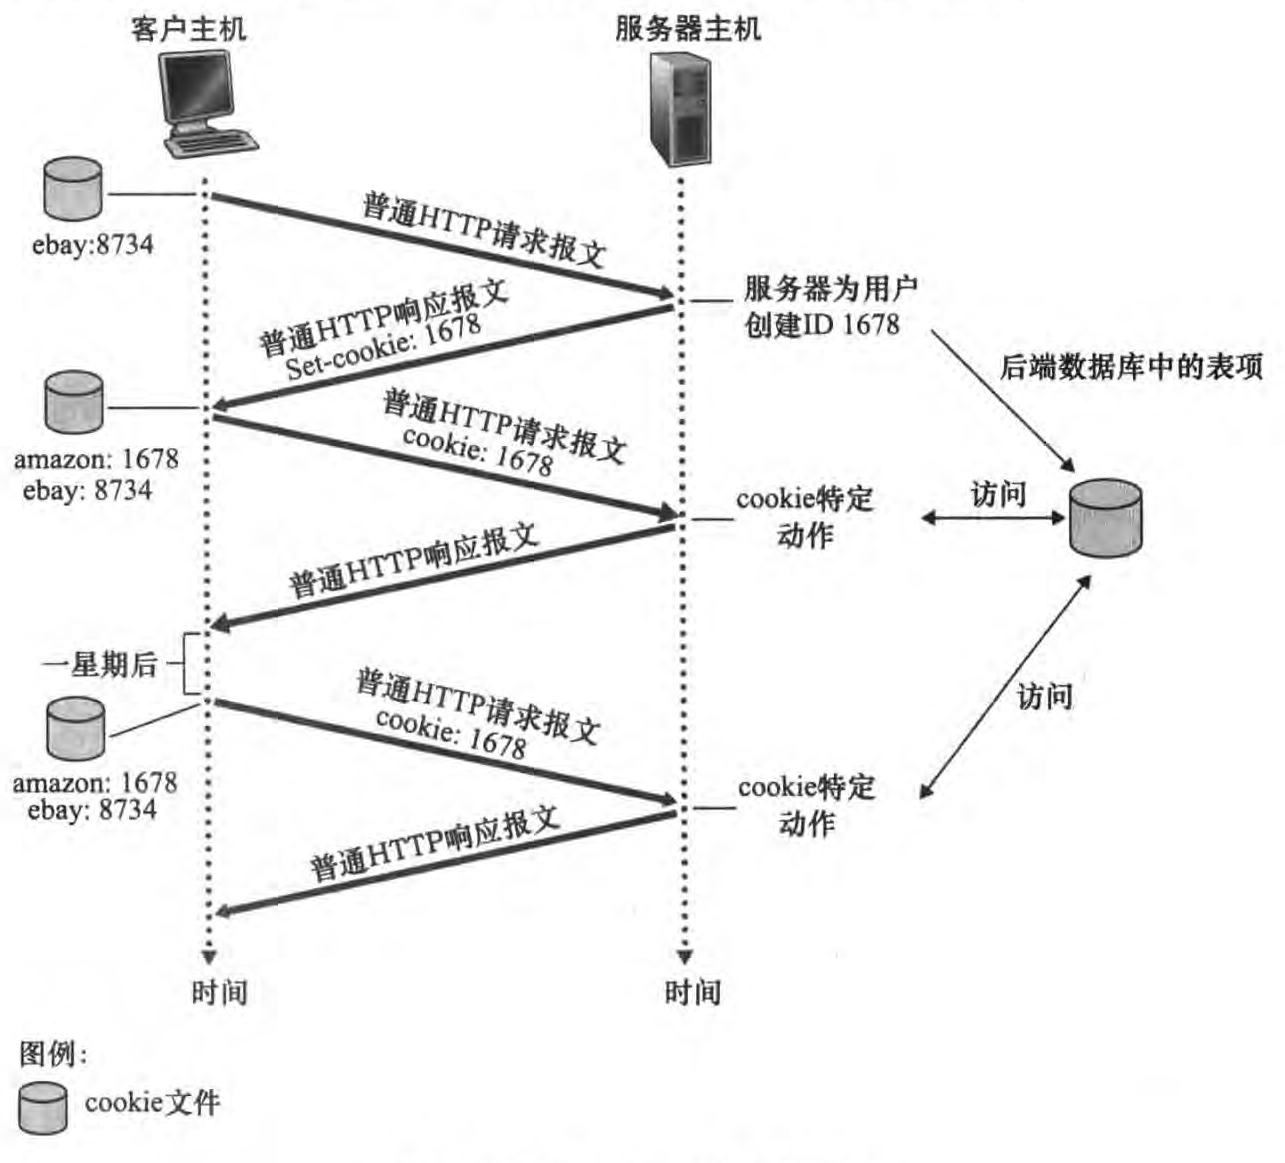 客户主机
服务器主机
普通HTTP请求报文
ebay:8734
服务器为用户
创建ID 1678
普通HTTP响应报文
Set-cookie: 1678
后端数据库中的表项
普通HTTP请求报文
cookie: 1678
amazon: 1678
ebay: 8734
cookie特定
动作
访问
普通HTTP响应报文
一星期后
普通HTTP请求报文
cookie: 1678
访问
amazon: 1678
ebay: 8734
cookie特定
动作
普通HTTP响应报文
时间
时间
图例:
cookie文件